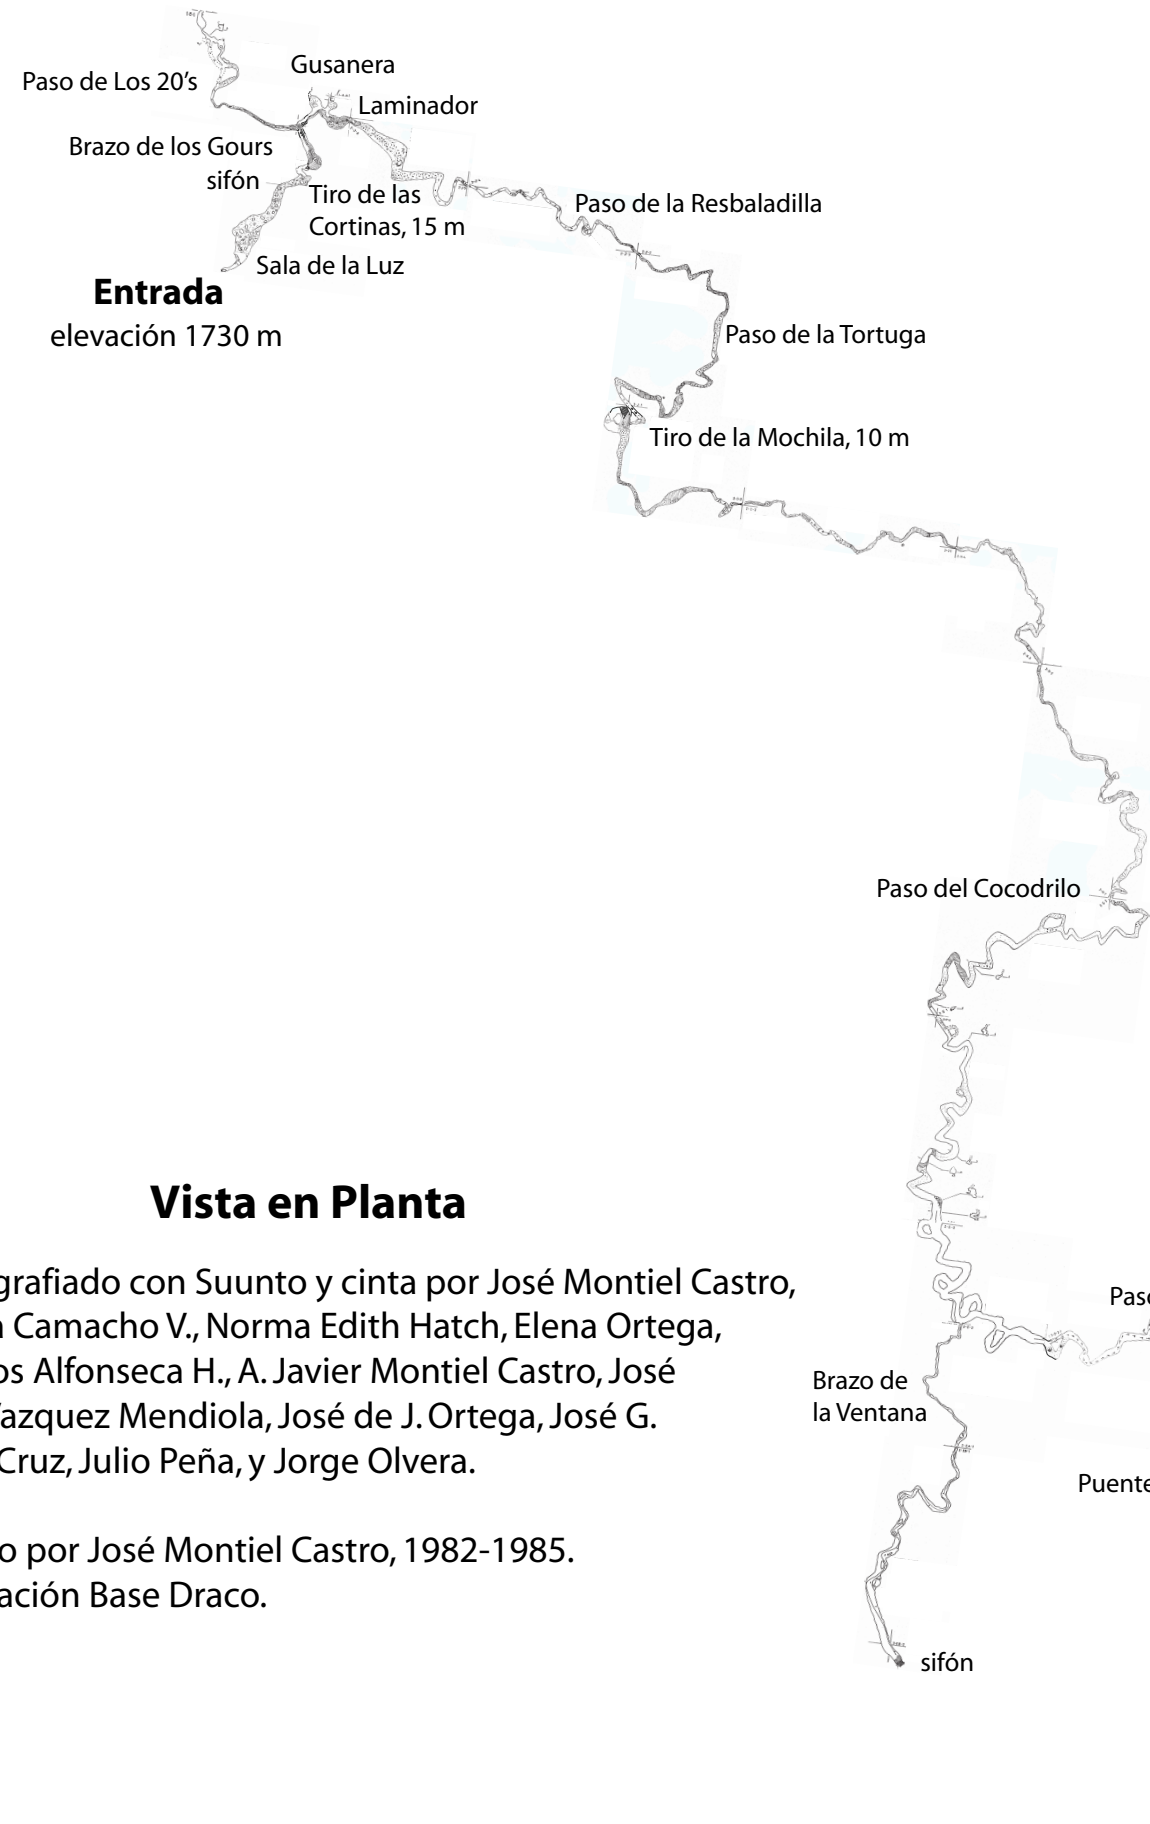 Gusanera
Paso de Los 20's
Laminador
Brazo de los Gours
sifón
Tiro de las
Cortinas, 15 m
Paso de la Resbaladilla
Sala de la Luz
Entrada
elevación 1730 m
Paso de la Tortuga
Tiro de la Mochila, 10 m
Paso del Cocodrilo
Vista en Planta
grafiado con Suunto y cinta por José Montiel Castro,
Camacho V., Norma Edith Hatch, Elena Ortega,
os Alfonseca H., A. Javier Montiel Castro, José
Vazquez Mendiola, José de J. Ortega, José G.
Cruz, Julio Peña, y Jorge Olvera.
o por José Montiel Castro, 1982-1985.
ación Base Draco.
Paso
Brazo de
la Ventana
Puente
sifón